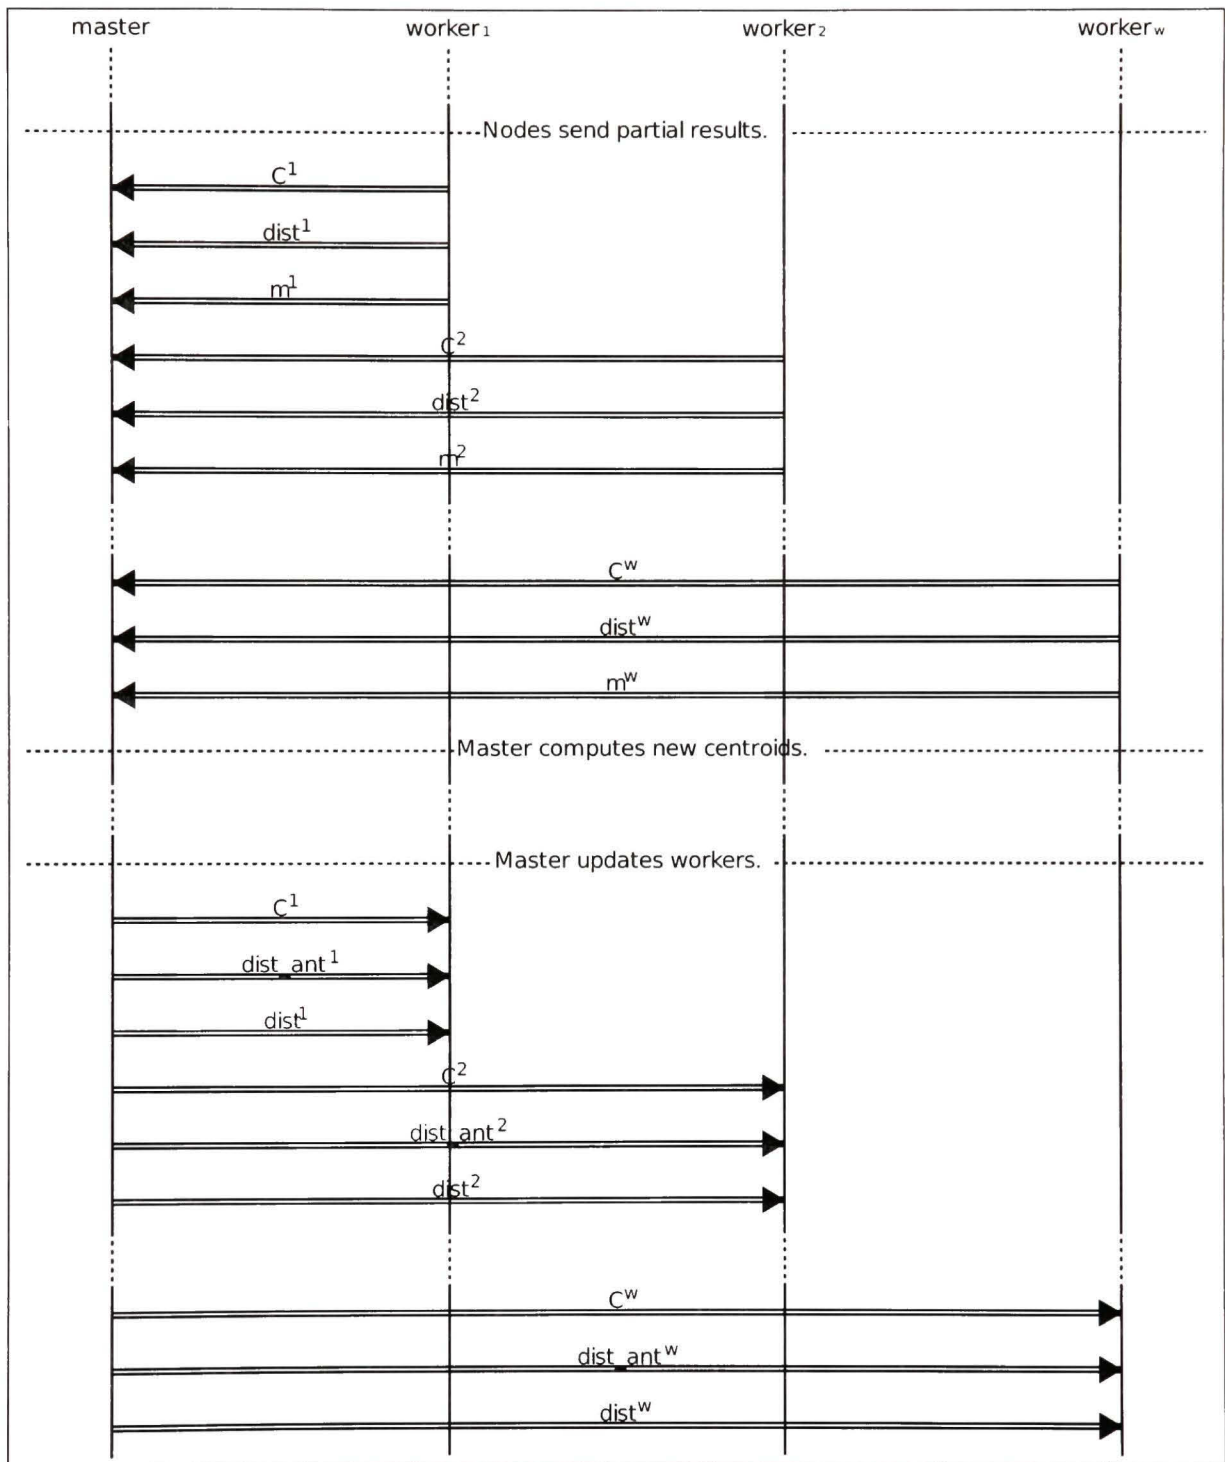 master worker₁ worker₂ workerw
Nodes send partial results.
C¹
dist¹
m¹
C²
dist²
m²
Cʷ
distʷ
mʷ
Master computes new centroids.
Master updates workers.
C¹
dist_ant¹
dist¹
C²
dist_ant²
dist²
Cʷ
dist_antʷ
distʷ